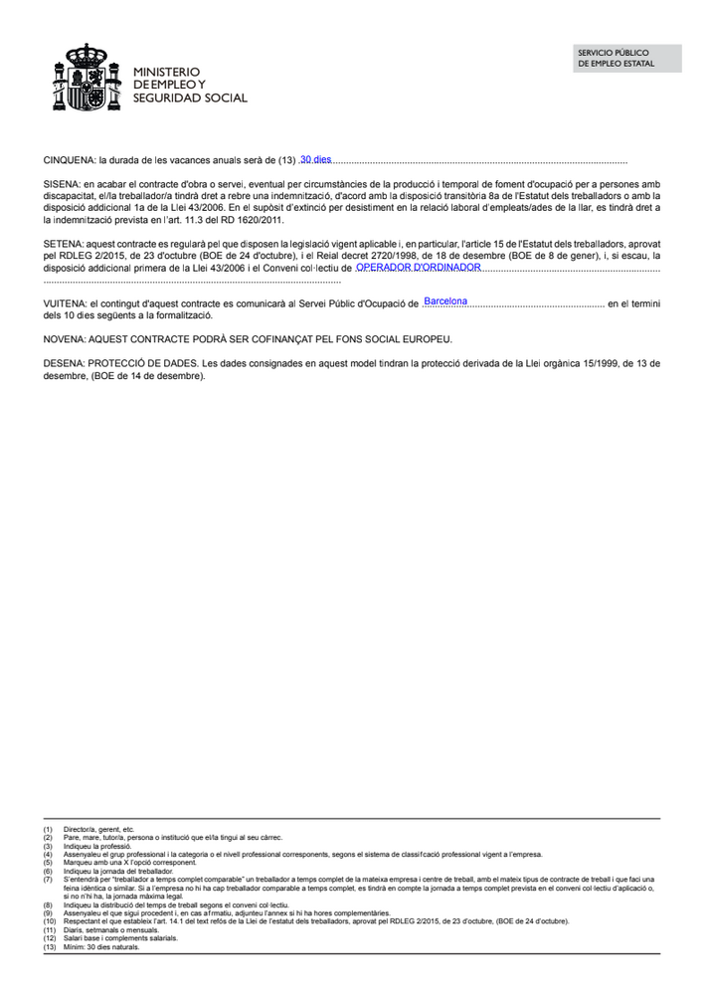 MINISTERIO
DE EMPLEO Y
SEGURIDAD SOCIAL
SERVICIO PÚBLICO
DE EMPLEO ESTATAL
CINQUENA: la durada de les vacances anuals serà de (13) .30 dies...............
SISENA: en acabar el contracte d'obra o servei, eventual per circumstàncies de la producció i temporal de foment d'ocupació per a persones amb
discapacitat, el/la treballador/a tindrà dret a rebre una indemnització, d'acord amb la disposició transitòria 8a de l'Estatut dels treballadors o amb la
disposició addicional 1a de la Llei 43/2006. En el supòsit d'extinció per desistiment en la relació laboral d'empleats/ades de la llar, es tindrà dret a
la indemnització prevista en l'art. 11.3 del RD 1620/2011.
SETENA: aquest contracte es regularà pel que disposen la legislació vigent aplicable i, en particular, l'article 15 de l'Estatut dels treballadors, aprovat
pel RDLEG 2/2015, de 23 d'octubre (BOE de 24 d'octubre), i el Reial decret 2720/1998, de 18 de desembre (BOE de 8 de gener), i, si escau, la
disposició addicional primera de la Llei 43/2006 i el Conveni col·lectiu de OPERADOR D'ORDINADOR...............
...............
VUITENA: el contingut d'aquest contracte es comunicarà al Servei Públic d'Ocupació de Barcelona............... en el termini
dels 10 dies següents a la formalització.
NOVENA: AQUEST CONTRACTE PODRÀ SER COFINANÇAT PEL FONS SOCIAL EUROPEU.
DESENA: PROTECCIÓ DE DADES. Les dades consignades en aquest model tindran la protecció derivada de la Llei orgànica 15/1999, de 13 de
desembre, (BOE de 14 de desembre).
(1) Director/a, gerent, etc.
(2) Pare, mare, tutor/a, persona o institució que el/la tingui al seu càrrec.
(3) Indiqueu la professió.
(4) Assenyaleu el grup professional i la categoria o el nivell professional corresponents, segons el sistema de classificació professional vigent a l'empresa.
(5) Marqueu amb una X l'opció corresponent.
(6) Indiqueu la jornada del treballador.
(7) S'entendrà per "treballador a temps complet comparable" un treballador a temps complet de la mateixa empresa i centre de treball, amb el mateix tipus de contracte de treball i que faci una
feina idèntica o similar. Si a l'empresa no hi ha cap treballador comparable a temps complet, es tindrà en compte la jornada a temps complet prevista en el conveni col·lectiu d'aplicació o,
si no n'hi ha, la jornada màxima legal.
(8) Indiqueu la distribució del temps de treball segons el conveni col·lectiu.
(9) Assenyaleu el que sigui procedent i, en cas afirmatiu, adjunteu l'annex si hi ha hores complementàries.
(10) Respectant el que estableix l'art. 14.1 del text refós de la Llei de l'estatut dels treballadors, aprovat pel RDLEG 2/2015, de 23 d'octubre, (BOE de 24 d'octubre).
(11) Diaris, setmanals o mensuals.
(12) Salari base i complements salarials.
(13) Mínim: 30 dies naturals.